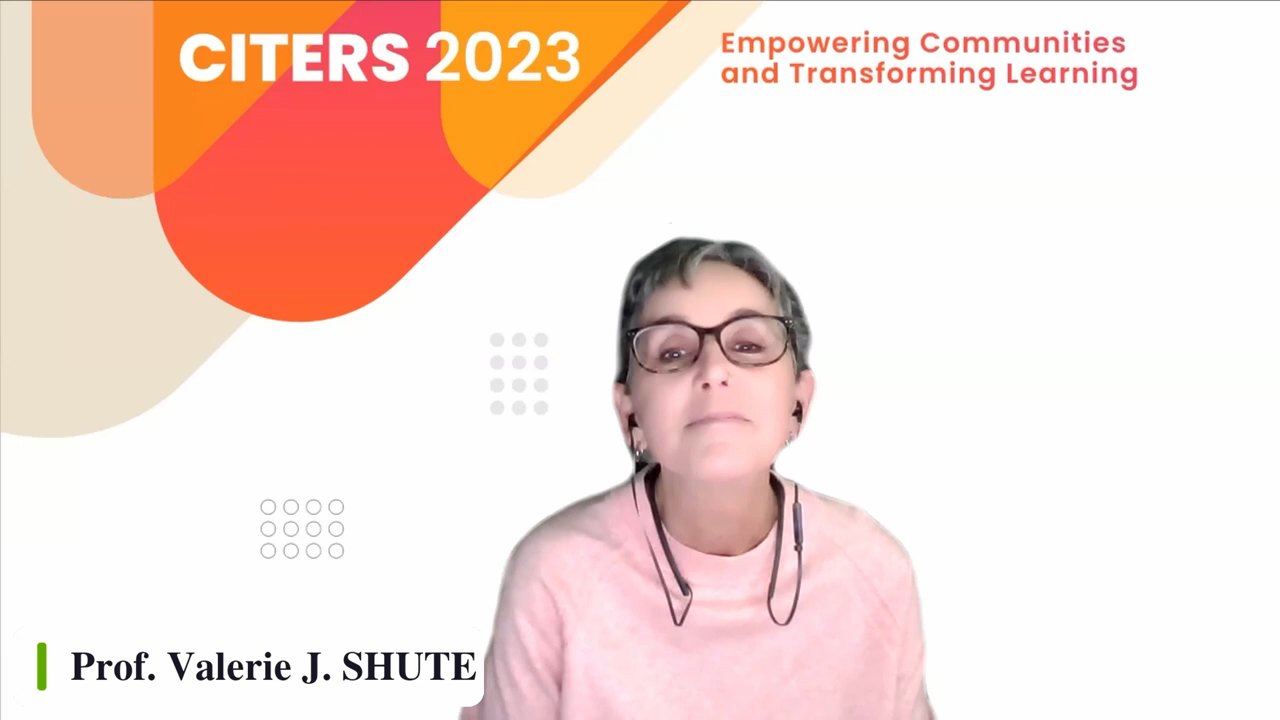 CITERS 2023
Empowering Communities
and Transforming Learning
Prof. Valerie J. SHUTE